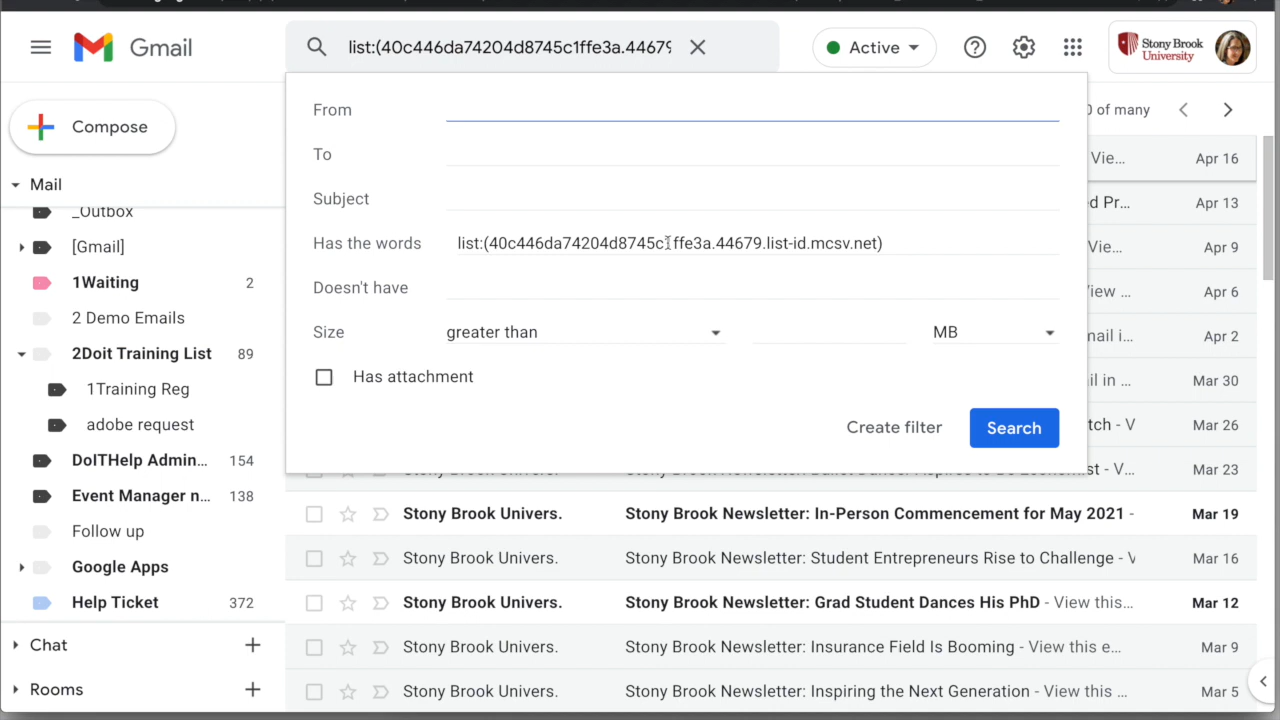 Gmail
list:(40c446da74204d8745c1ffe3a.44679
Active
Stony Brook
University
Compose
Mail
_Outbox
[Gmail]
1Waiting 2
2 Demo Emails
2Doit Training List 89
1Training Reg
adobe request
DoITHelp Admin... 154
Event Manager n... 138
Follow up
Google Apps
Help Ticket 372
Chat
Rooms
From
To
Subject
Has the words list:(40c446da74204d8745c1ffe3a.44679.list-id.mcsv.net)
Doesn't have
Size greater than MB
Has attachment
Create filter Search
0 of many
Vie... Apr 16
d Pr... Apr 13
Vie... Apr 9
iew ... Apr 6
nail i... Apr 2
il in ... Mar 30
tch - V Mar 26
st - V... Mar 23
Stony Brook Univers. Stony Brook Newsletter: In-Person Commencement for May 2021 - Mar 19
Stony Brook Univers. Stony Brook Newsletter: Student Entrepreneurs Rise to Challenge - V Mar 16
Stony Brook Univers. Stony Brook Newsletter: Grad Student Dances His PhD - View this... Mar 12
Stony Brook Univers. Stony Brook Newsletter: Insurance Field Is Booming - View this e... Mar 9
Stony Brook Univers. Stony Brook Newsletter: Inspiring the Next Generation - View this ... Mar 5